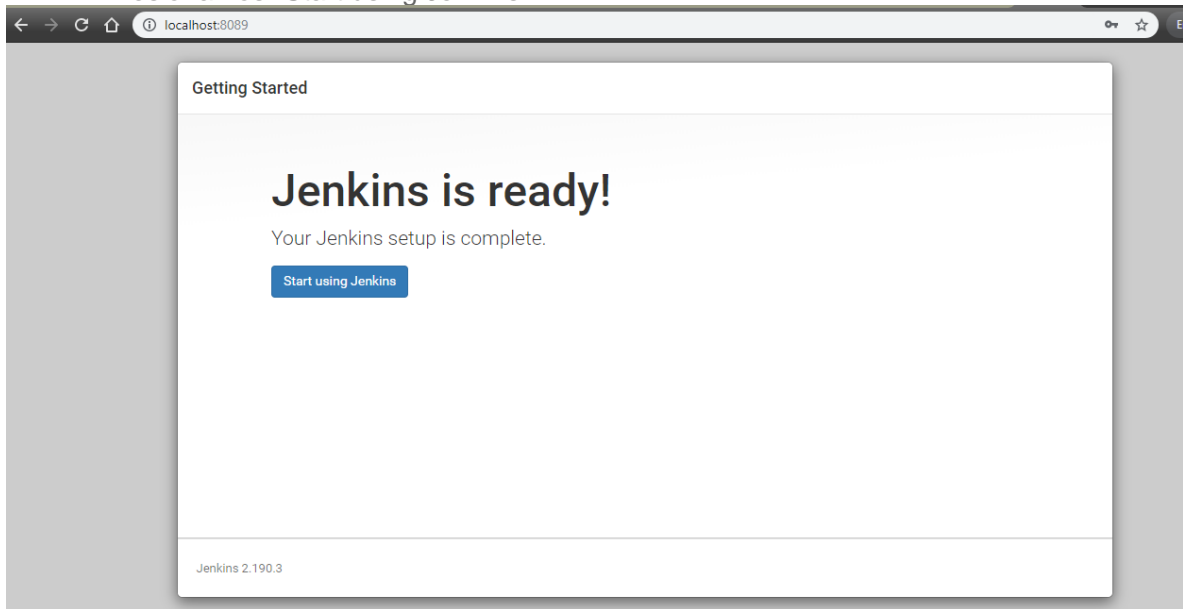 localhost:8089
E
Getting Started
Jenkins is ready!
Your Jenkins setup is complete.
Start using Jenkins
Jenkins 2.190.3